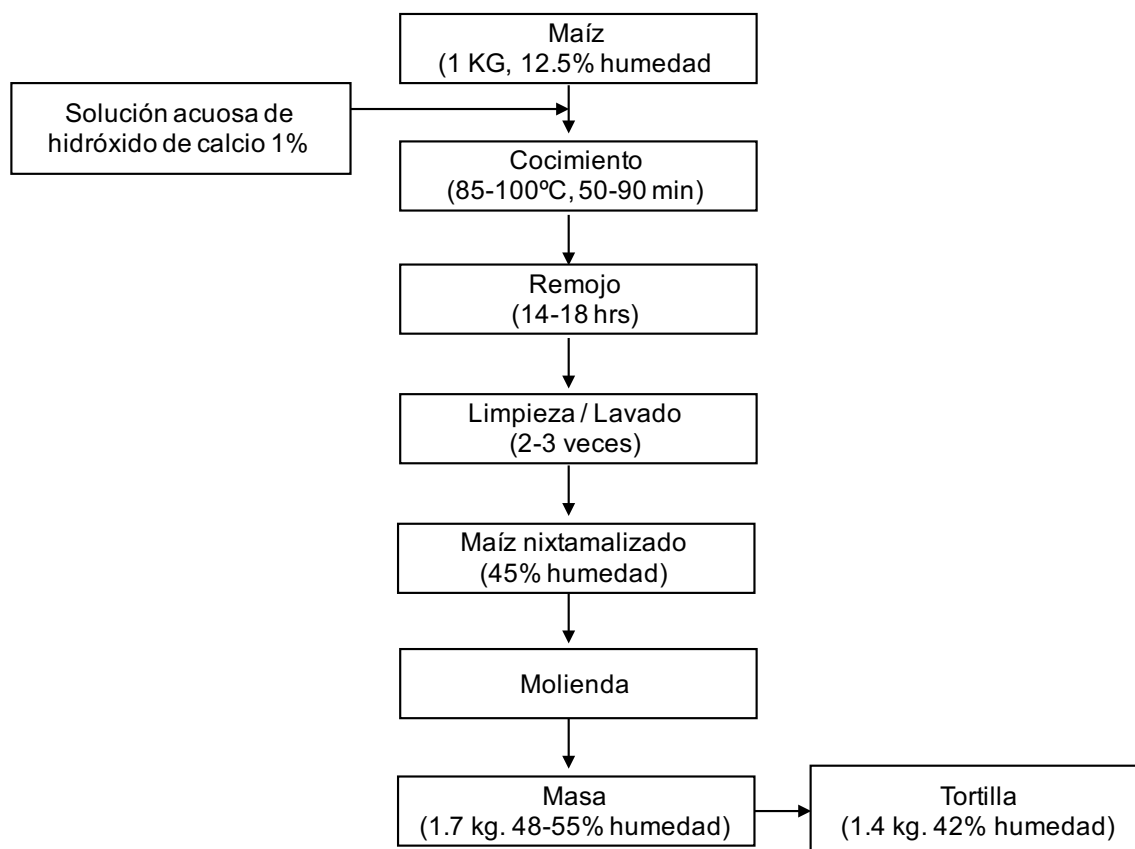 Maíz
(1 KG, 12.5% humedad
Solución acuosa de
hidróxido de calcio 1%
Cocimiento
(85-100ºC, 50-90 min)
Remojo
(14-18 hrs)
Limpieza / Lavado
(2-3 veces)
Maíz nixtamalizado
(45% humedad)
Molienda
Masa
(1.7 kg. 48-55% humedad)
Tortilla
(1.4 kg. 42% humedad)